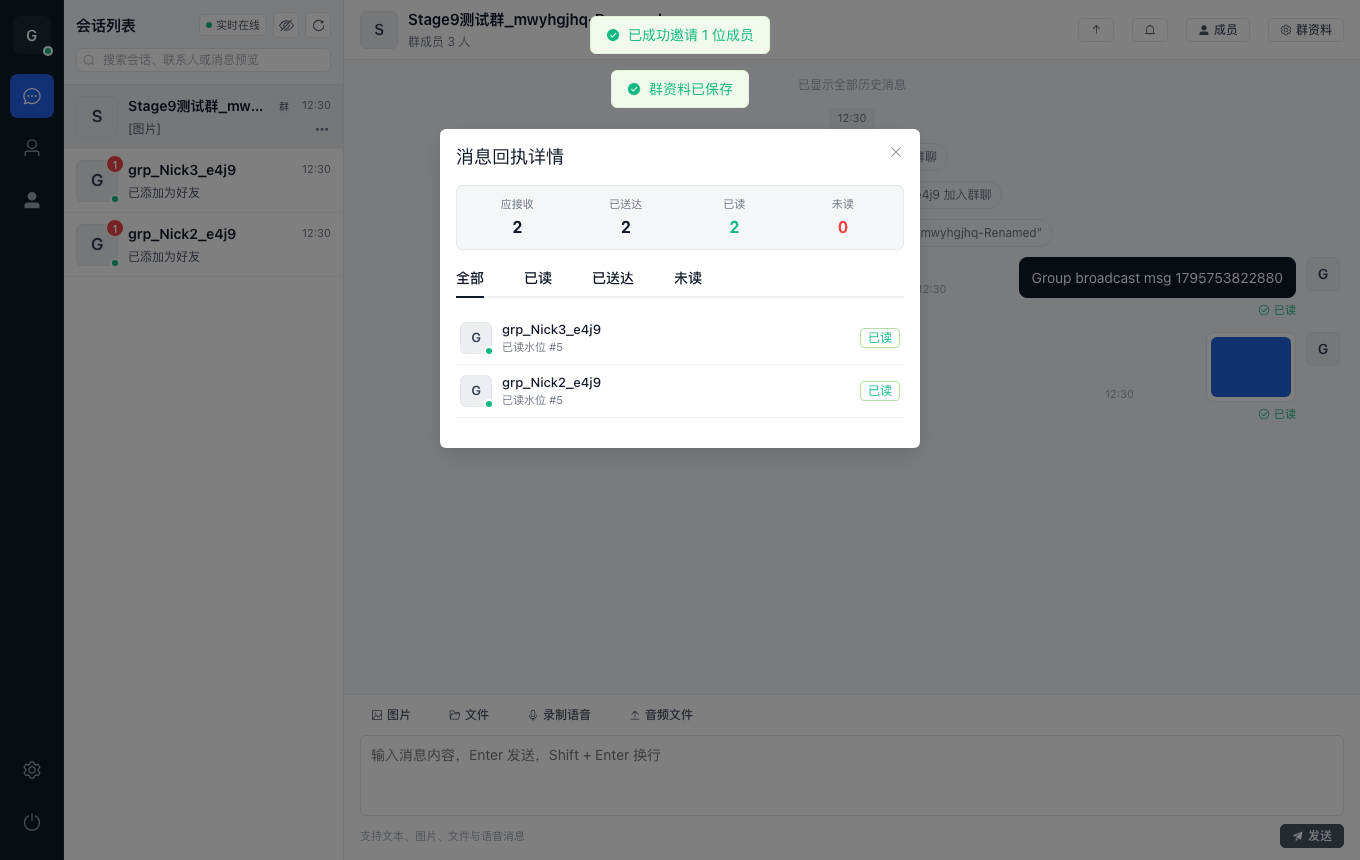 G
会话列表
实时在线
搜索会话、联系人或消息预览
S
Stage9测试群_mw...
群
12:30
[图片]
•••
G
1
grp_Nick3_e4j9
12:30
已添加为好友
G
1
grp_Nick2_e4j9
12:30
已添加为好友
S
Stage9测试群_mwyhgjhq-Renamed
群成员 3 人
成员
群资料
已成功邀请 1 位成员
群资料已保存
已显示全部历史消息
12:30
群聊
e4j9 加入群聊
mwyhgjhq-Renamed”
12:30
Group broadcast msg 1795753822880
G
已读
G
12:30
已读
消息回执详情
应接收
已送达
已读
未读
2
2
2
0
全部
已读
已送达
未读
G
grp_Nick3_e4j9
已读水位 #5
已读
G
grp_Nick2_e4j9
已读水位 #5
已读
图片
文件
录制语音
音频文件
输入消息内容，Enter 发送，Shift + Enter 换行
支持文本、图片、文件与语音消息
发送